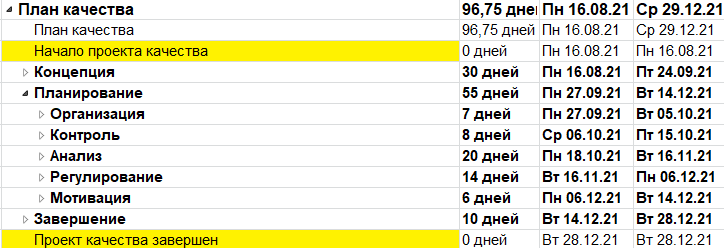 План качества 96,75 дней Пн 16.08.21 Ср 29.12.21
План качества 96,75 дней Пн 16.08.21 Ср 29.12.21
Начало проекта качества 0 дней Пн 16.08.21 Пн 16.08.21
Концепция 30 дней Пн 16.08.21 Пт 24.09.21
Планирование 55 дней Пн 27.09.21 Вт 14.12.21
Организация 7 дней Пн 27.09.21 Вт 05.10.21
Контроль 8 дней Ср 06.10.21 Пт 15.10.21
Анализ 20 дней Пн 18.10.21 Вт 16.11.21
Регулирование 14 дней Вт 16.11.21 Пн 06.12.21
Мотивация 6 дней Пн 06.12.21 Вт 14.12.21
Завершение 10 дней Вт 14.12.21 Вт 28.12.21
Проект качества завершен 0 дней Вт 28.12.21 Вт 28.12.21